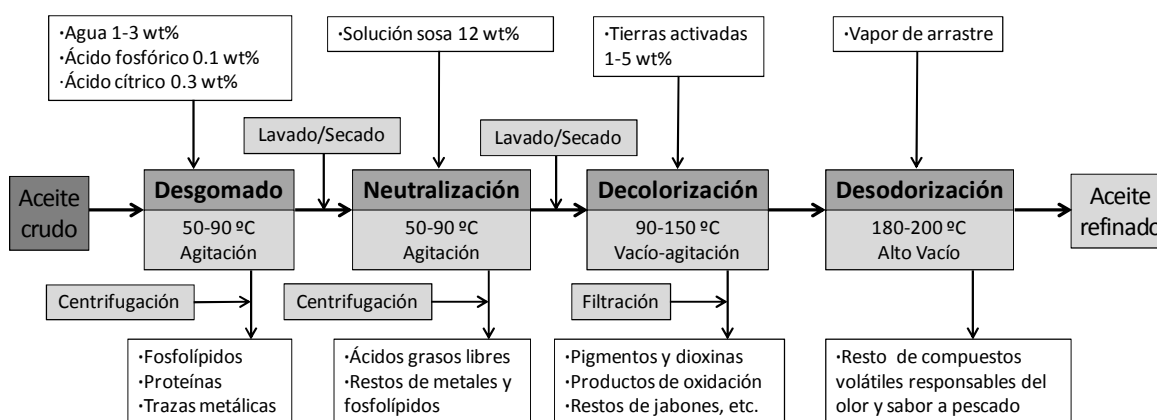 ·Agua 1-3 wt%
·Ácido fosfórico 0.1 wt%
·Ácido cítrico 0.3 wt%
·Solución sosa 12 wt%
·Tierras activadas
1-5 wt%
·Vapor de arrastre
Lavado/Secado
Lavado/Secado
Aceite
crudo
Desgomado
50-90 ºC
Agitación
Neutralización
50-90 ºC
Agitación
Decolorización
90-150 ºC
Vacío-agitación
Desodorización
180-200 ºC
Alto Vacío
Aceite
refinado
Centrifugación
Centrifugación
Filtración
·Fosfolípidos
·Proteínas
·Trazas metálicas
·Ácidos grasos libres
·Restos de metales y
fosfolípidos
·Pigmentos y dioxinas
·Productos de oxidación
·Restos de jabones, etc.
·Resto de compuestos
volátiles responsables del
olor y sabor a pescado